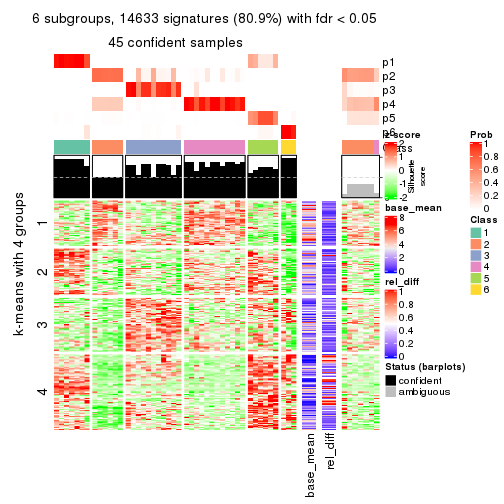 6 subgroups, 14633 signatures (80.9%) with fdr < 0.05
45 confident samples
p1
p2
p3
p4
p5
p6
Class
z-score
2
1
0
-1
-2
Silhouette
score
base_mean
8
6
4
2
0
rel_diff
1
0.8
0.6
0.4
0.2
0
Prob
1
0.8
0.6
0.4
0.2
0
Class
1
2
3
4
5
6
Status (barplots)
confident
ambiguous
k-means with 4 groups
1
2
3
4
base_mean
rel_diff